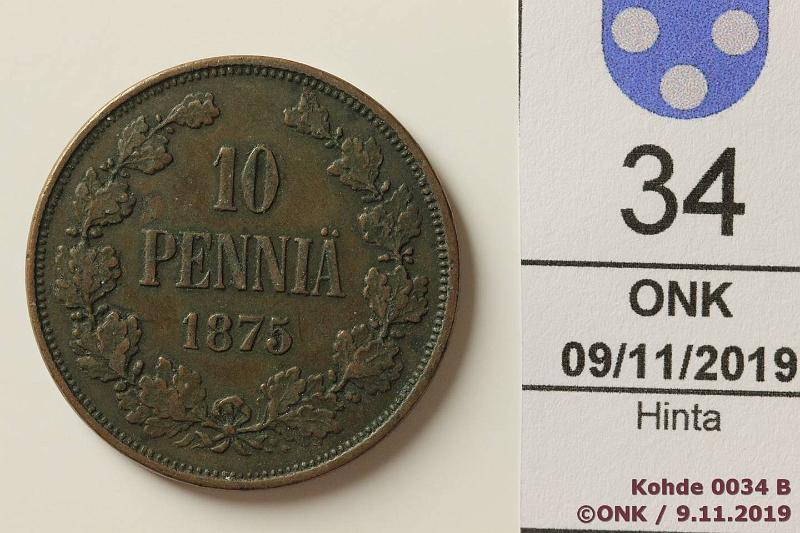 10
PENNIÄ
1875
34
ONK
09/11/2019
Hinta
Kohde 0034 B
©ONK / 9.11.2019